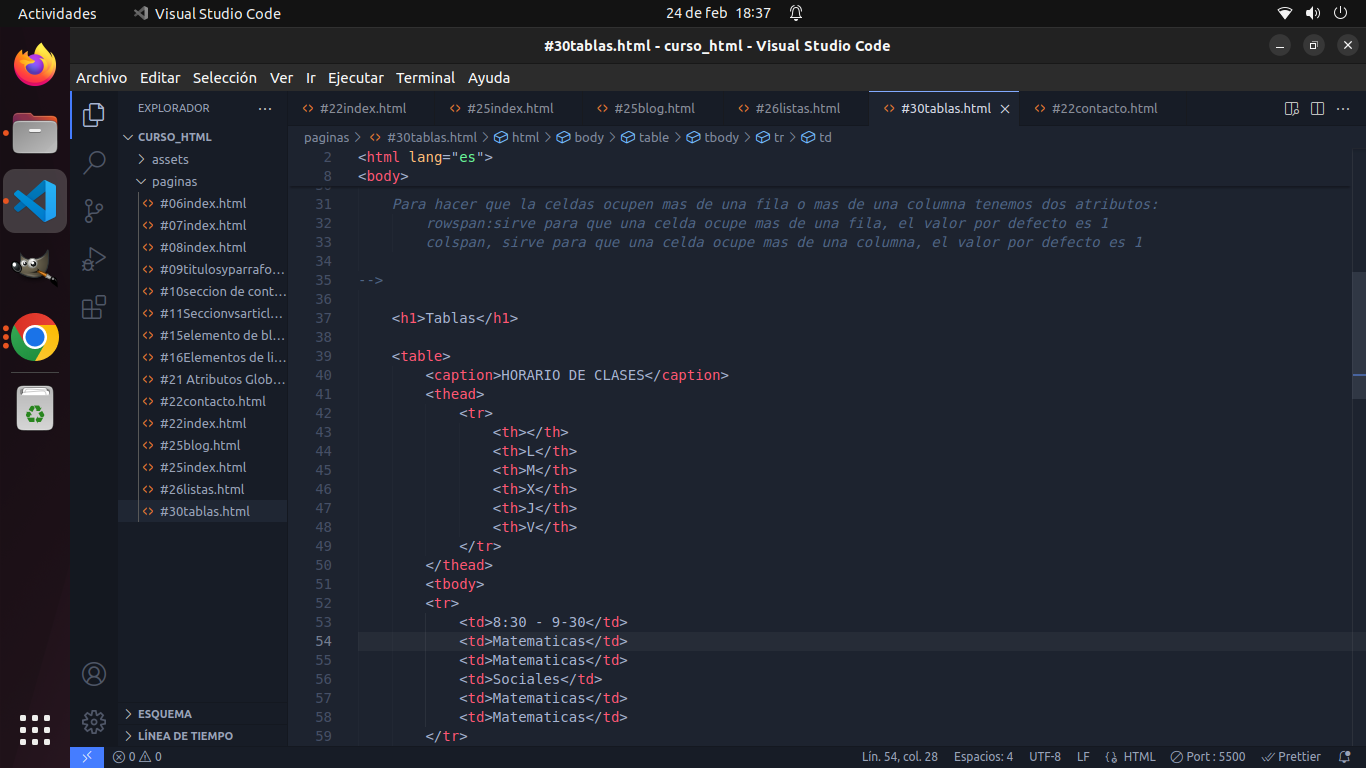 Actividades
Visual Studio Code
24 de feb 18:37
#30tablas.html - curso_html - Visual Studio Code
Archivo Editar Selección Ver Ir Ejecutar Terminal Ayuda
EXPLORADOR
CURSO_HTML
assets
paginas
#06index.html
#07index.html
#08index.html
#09titulosyparrafo...
#10seccion de cont...
#11Seccionvsarticl...
#15elemento de bl...
#16Elementos de li...
#21 Atributos Glob...
#22contacto.html
#22index.html
#25blog.html
#25index.html
#26listas.html
#30tablas.html
ESQUEMA
LÍNEA DE TIEMPO
#22index.html #25index.html #25blog.html #26listas.html #30tablas.html #22contacto.html
paginas > #30tablas.html > html > body > table > tbody > tr > td
2 <html lang="es">
8 <body>
31 Para hacer que la celdas ocupen mas de una fila o mas de una columna tenemos dos atributos:
32 rowspan:sirve para que una celda ocupe mas de una fila, el valor por defecto es 1
33 colspan, sirve para que una celda ocupe mas de una columna, el valor por defecto es 1
34
35 -->
36
37 <h1>Tablas</h1>
38
39 <table>
40 <caption>HORARIO DE CLASES</caption>
41 <thead>
42 <tr>
43 <th></th>
44 <th>L</th>
45 <th>M</th>
46 <th>X</th>
47 <th>J</th>
48 <th>V</th>
49 </tr>
50 </thead>
51 <tbody>
52 <tr>
53 <td>8:30 - 9-30</td>
54 <td>Matematicas</td>
55 <td>Matematicas</td>
56 <td>Sociales</td>
57 <td>Matematicas</td>
58 <td>Matematicas</td>
59 </tr>
0 0
Lín. 54, col. 28 Espacios: 4 UTF-8 LF HTML Port : 5500 Prettier